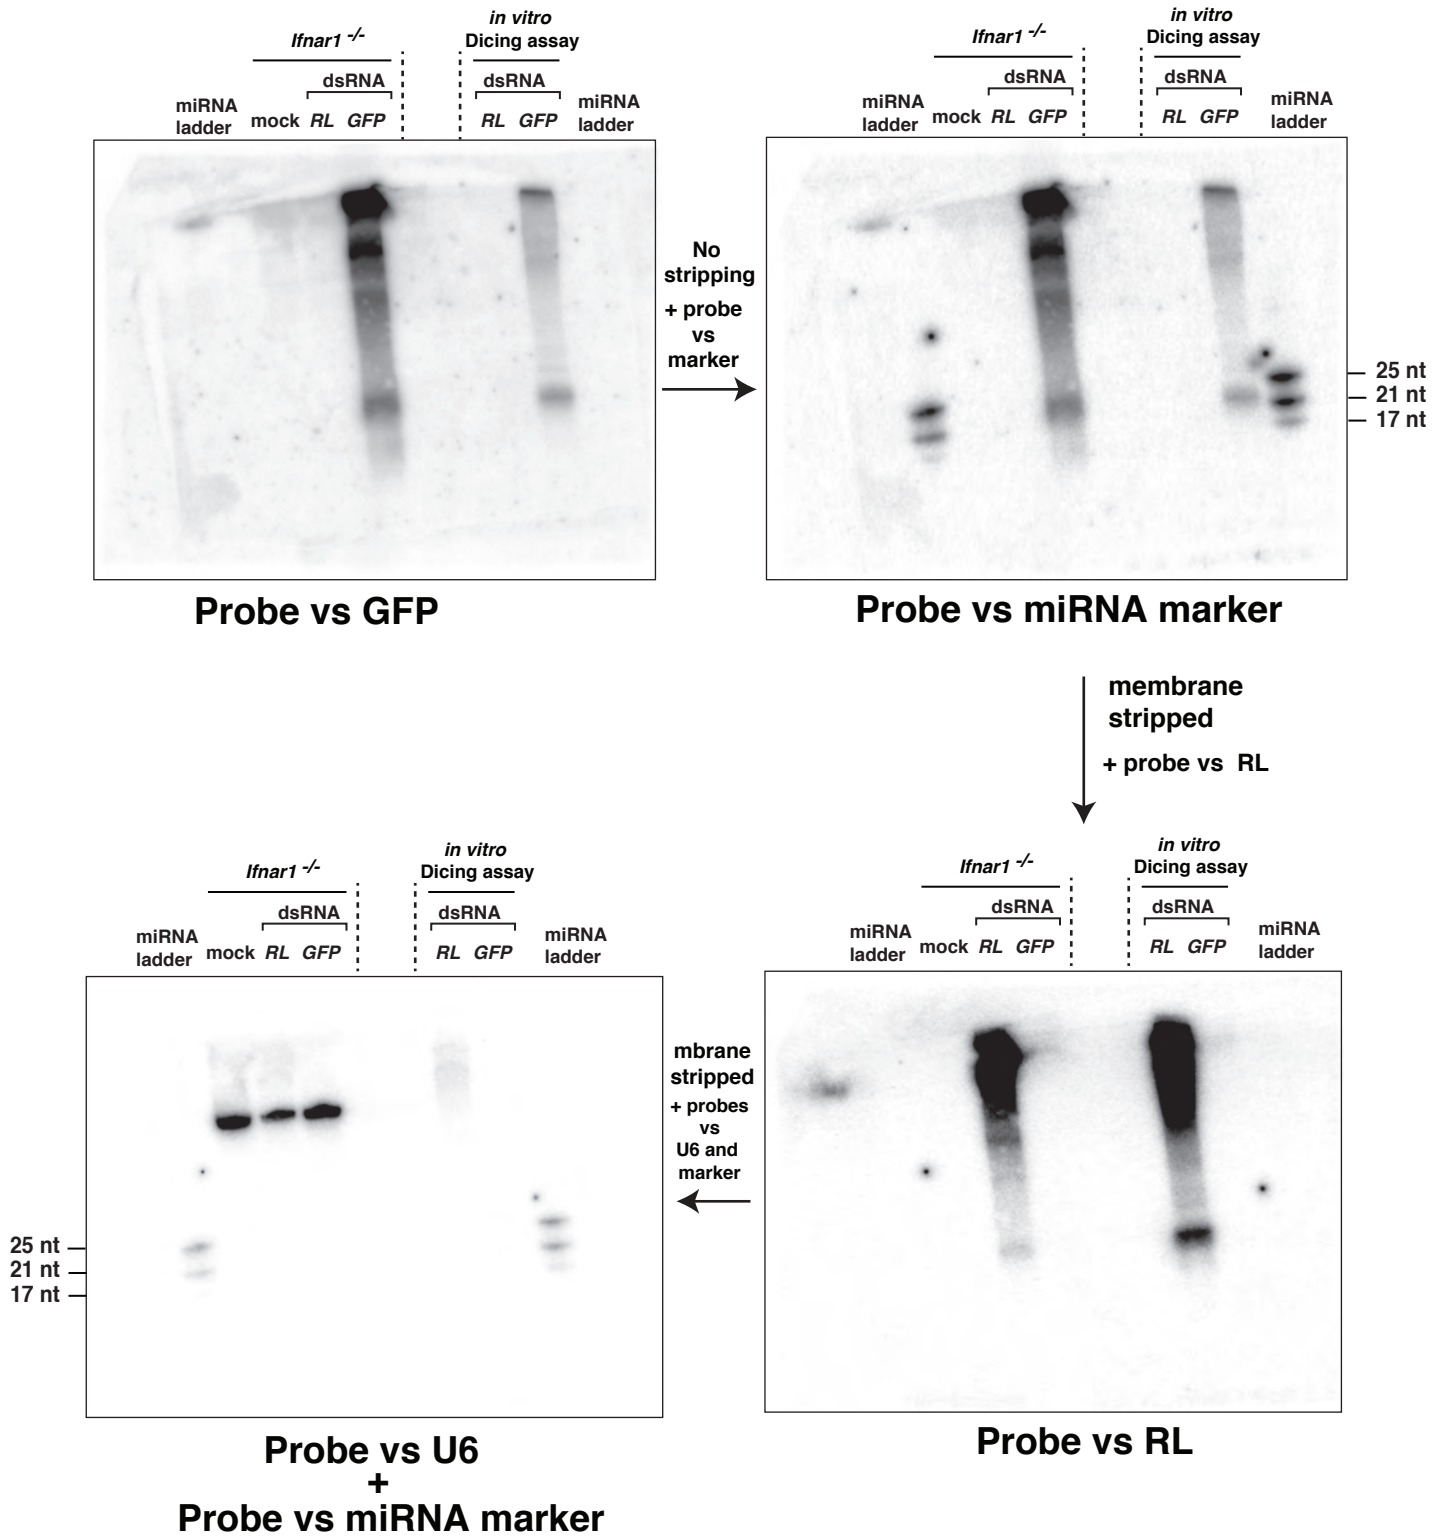 in vitro
Ifnar1 -/- Dicing assay
dsRNA dsRNA
miRNA ladder mock RL GFP RL GFP miRNA ladder
Probe vs GFP
No
stripping
+ probe
vs
marker
in vitro
Ifnar1 -/- Dicing assay
dsRNA dsRNA
miRNA ladder mock RL GFP RL GFP miRNA ladder
25 nt
21 nt
17 nt
Probe vs miRNA marker
membrane
stripped
+ probe vs RL
in vitro
Ifnar1 -/- Dicing assay
dsRNA dsRNA
miRNA ladder mock RL GFP RL GFP miRNA ladder
Probe vs RL
mbrane
stripped
+ probes
vs
U6 and
marker
in vitro
Ifnar1 -/- Dicing assay
dsRNA dsRNA
miRNA ladder mock RL GFP RL GFP miRNA ladder
25 nt
21 nt
17 nt
Probe vs U6
+
Probe vs miRNA marker